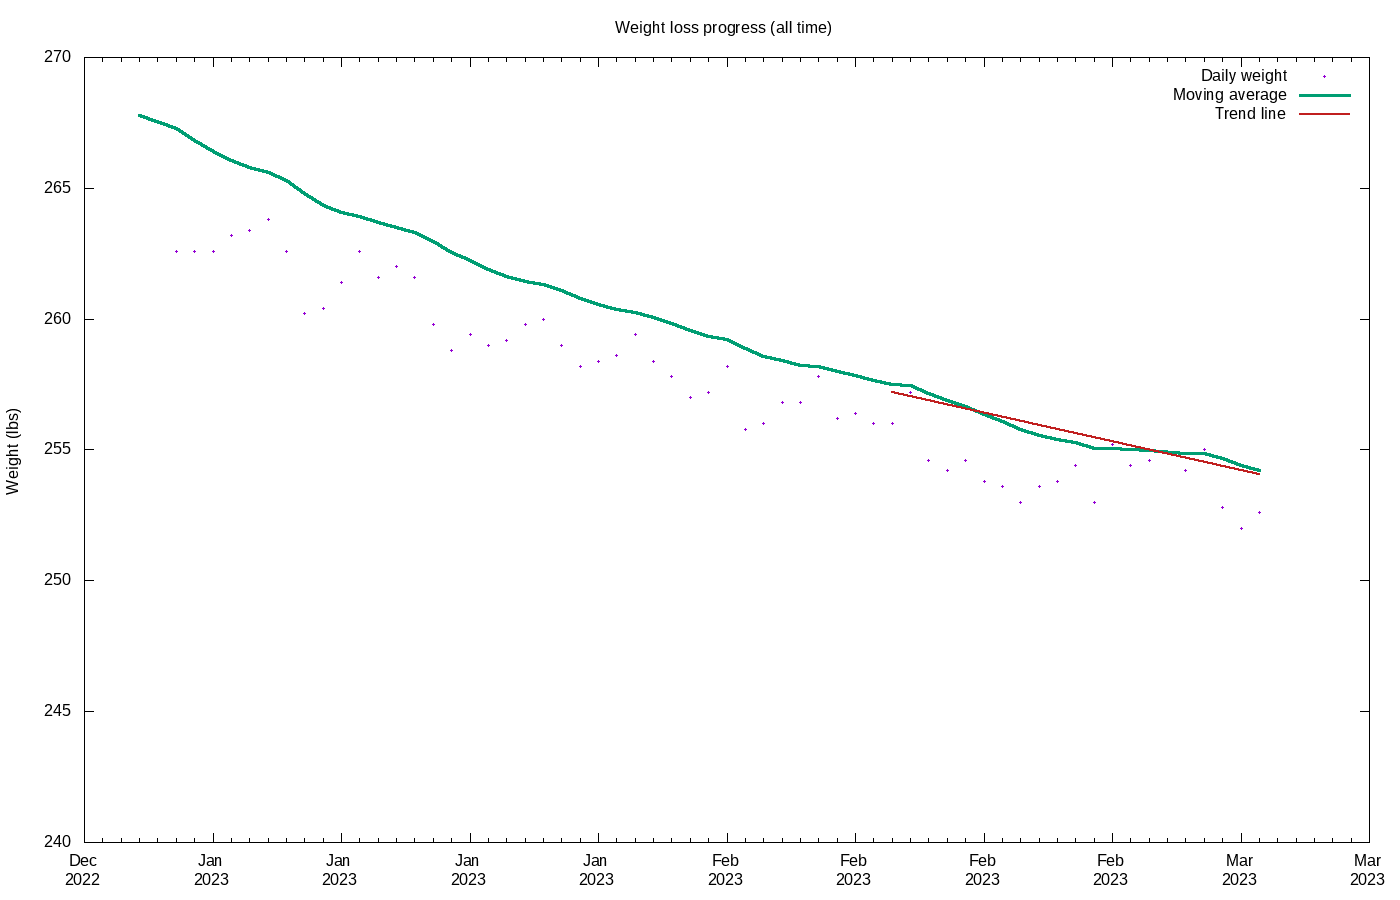 Weight loss progress (all time)
270
265
260
255
250
245
240
Weight (lbs)
Daily weight
Moving average
Trend line
Dec Jan Jan Jan Jan Feb Feb Feb Feb Mar Mar
2022 2023 2023 2023 2023 2023 2023 2023 2023 2023 2023